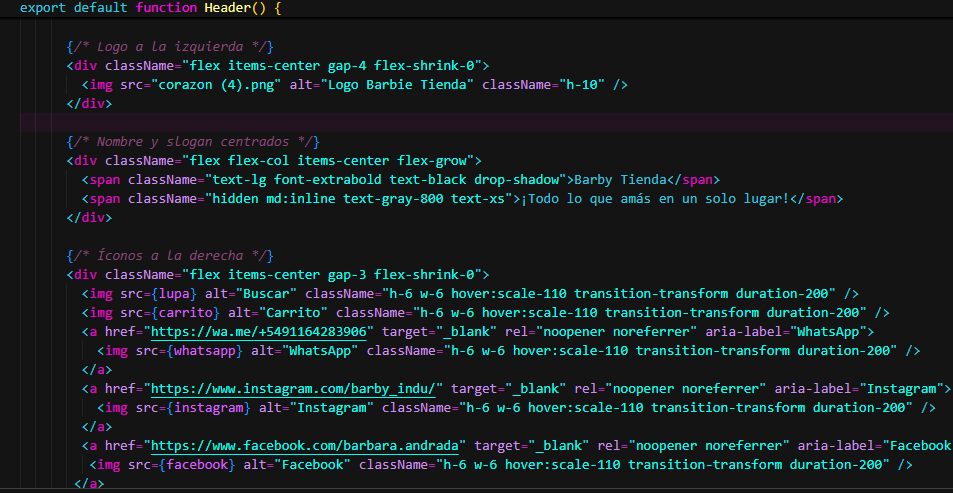 export default function Header() {
{/* Logo a la izquierda */}
<div className="flex items-center gap-4 flex-shrink-0">
<img src="corazon (4).png" alt="Logo Barbie Tienda" className="h-10" />
</div>
{/* Nombre y slogan centrados */}
<div className="flex flex-col items-center flex-grow">
<span className="text-lg font-extrabold text-black drop-shadow">Barby Tienda</span>
<span className="hidden md:inline text-gray-800 text-xs">¡Todo lo que amás en un solo lugar!</span>
</div>
{/* Íconos a la derecha */}
<div className="flex items-center gap-3 flex-shrink-0">
<img src={lupa} alt="Buscar" className="h-6 w-6 hover:scale-110 transition-transform duration-200" />
<img src={carrito} alt="Carrito" className="h-6 w-6 hover:scale-110 transition-transform duration-200" />
<a href="https://wa.me/+5491164283906" target="_blank" rel="noopener noreferrer" aria-label="WhatsApp">
<img src={whatsapp} alt="WhatsApp" className="h-6 w-6 hover:scale-110 transition-transform duration-200" />
</a>
<a href="https://www.instagram.com/barby_indu/" target="_blank" rel="noopener noreferrer" aria-label="Instagram">
<img src={instagram} alt="Instagram" className="h-6 w-6 hover:scale-110 transition-transform duration-200" />
</a>
<a href="https://www.facebook.com/barbara.andrada" target="_blank" rel="noopener noreferrer" aria-label="Facebook
<img src={facebook} alt="Facebook" className="h-6 w-6 hover:scale-110 transition-transform duration-200" />
</a>